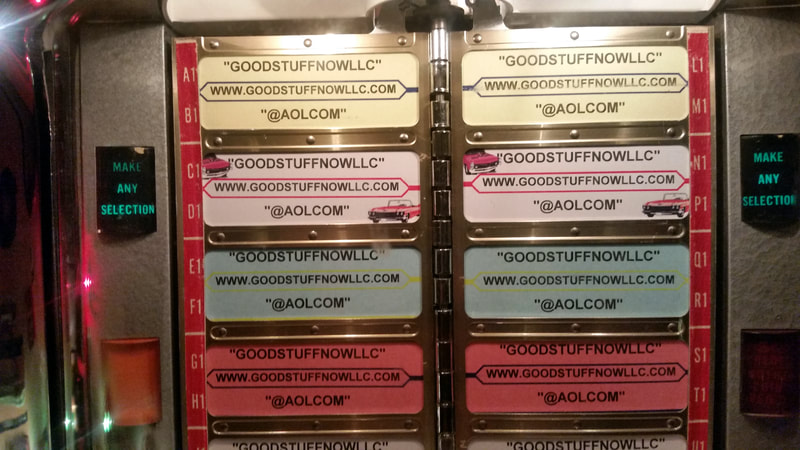 A1
"GOODSTUFFNOWLLC"
WWW.GOODSTUFFNOWLLC.COM
B1
"@AOLCOM"
C1
"GOODSTUFFNOWLLC"
WWW.GOODSTUFFNOWLLC.COM
D1
"@AOLCOM"
E1
"GOODSTUFFNOWLLC"
WWW.GOODSTUFFNOWLLC.COM
F1
"@AOLCOM"
G1
"GOODSTUFFNOWLLC"
WWW.GOODSTUFFNOWLLC.COM
H1
"@AOLCOM"
"GOODSTUFFNOWLLC"
L1
"GOODSTUFFNOWLLC"
WWW.GOODSTUFFNOWLLC.COM
M1
"@AOLCOM"
N1
"GOODSTUFFNOWLLC"
WWW.GOODSTUFFNOWLLC.COM
P1
"@AOLCOM"
Q1
"GOODSTUFFNOWLLC"
WWW.GOODSTUFFNOWLLC.COM
R1
"@AOLCOM"
S1
"GOODSTUFFNOWLLC"
WWW.GOODSTUFFNOWLLC.COM
T1
"@AOLCOM"
"GOODSTUFFNOWLLC"
MAKE
ANY
SELECTION
MAKE
ANY
SELECTION